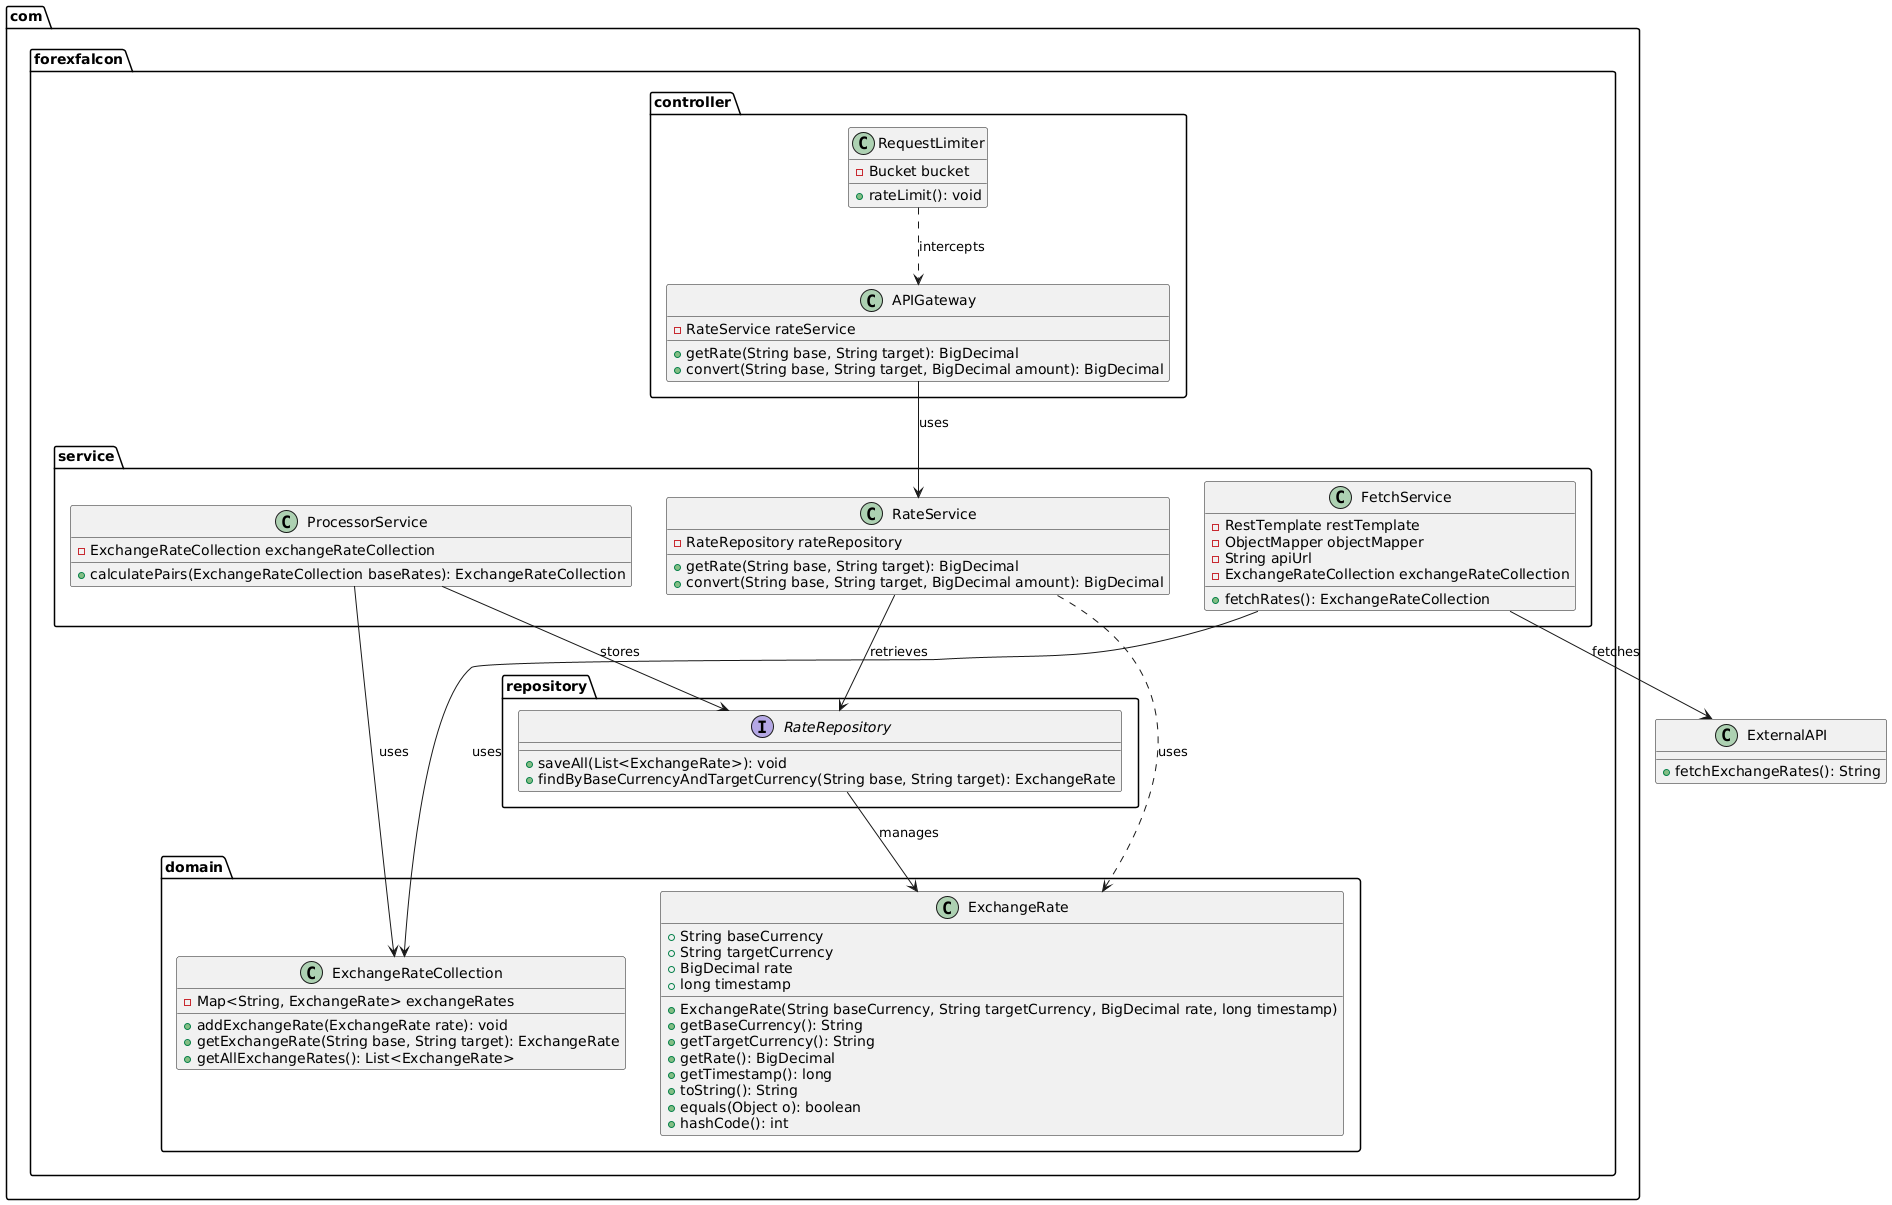 com
forexfalcon
controller
C RequestLimiter
Bucket bucket
rateLimit(): void
intercepts
C APIGateway
RateService rateService
getRate(String base, String target): BigDecimal
convert(String base, String target, BigDecimal amount): BigDecimal
uses
service
C ProcessorService
ExchangeRateCollection exchangeRateCollection
calculatePairs(ExchangeRateCollection baseRates): ExchangeRateCollection
C RateService
RateRepository rateRepository
getRate(String base, String target): BigDecimal
convert(String base, String target, BigDecimal amount): BigDecimal
C FetchService
RestTemplate restTemplate
ObjectMapper objectMapper
String apiUrl
ExchangeRateCollection exchangeRateCollection
fetchRates(): ExchangeRateCollection
stores
retrieves
fetches
repository
I RateRepository
saveAll(List<ExchangeRate>): void
findByBaseCurrencyAndTargetCurrency(String base, String target): ExchangeRate
uses
uses
uses
C ExternalAPI
fetchExchangeRates(): String
manages
domain
C ExchangeRateCollection
Map<String, ExchangeRate> exchangeRates
addExchangeRate(ExchangeRate rate): void
getExchangeRate(String base, String target): ExchangeRate
getAllExchangeRates(): List<ExchangeRate>
C ExchangeRate
String baseCurrency
String targetCurrency
BigDecimal rate
long timestamp
ExchangeRate(String baseCurrency, String targetCurrency, BigDecimal rate, long timestamp)
getBaseCurrency(): String
getTargetCurrency(): String
getRate(): BigDecimal
getTimestamp(): long
toString(): String
equals(Object o): boolean
hashCode(): int